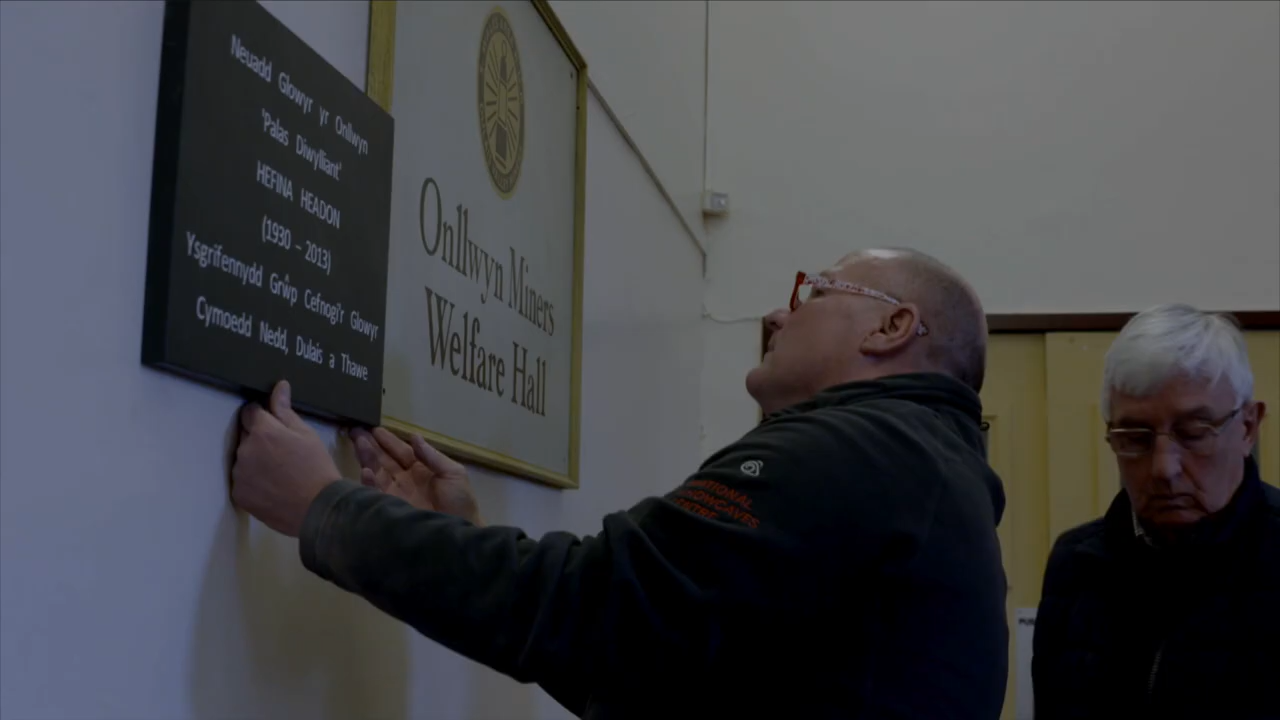 Neuadd Glowyr yr Onllwyn
'Palas Diwylliant'
HEFINA HEADON
(1930 – 2013)
Ysgrifennydd Grŵp Cefnogi'r Glowyr
Cymoedd Nedd, Dulais a Thawe
Onllwyn Miners
Welfare Hall